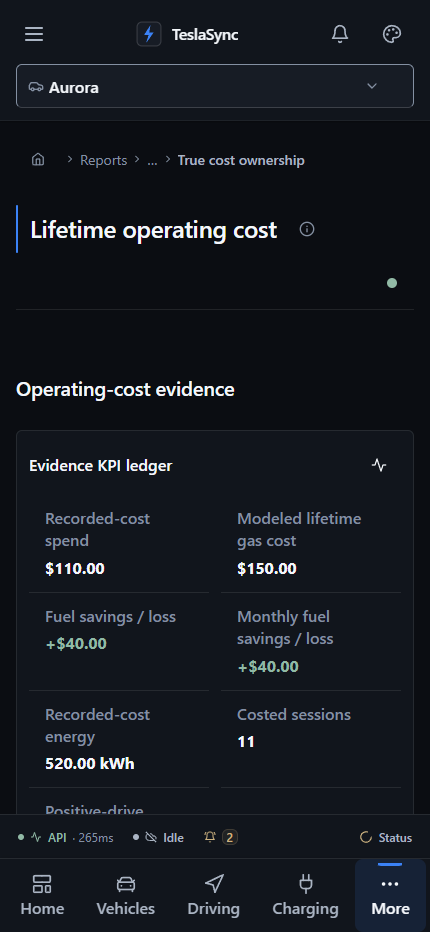 TeslaSync
Aurora
Reports
...
True cost ownership
Lifetime operating cost
Operating-cost evidence
Evidence KPI ledger
Recorded-cost
spend
$110.00
Modeled lifetime
gas cost
$150.00
Fuel savings / loss
+$40.00
Monthly fuel
savings / loss
+$40.00
Recorded-cost
energy
520.00 kWh
Costed sessions
11
Positive-drive
API · 265ms
Idle
2
Status
Home
Vehicles
Driving
Charging
More